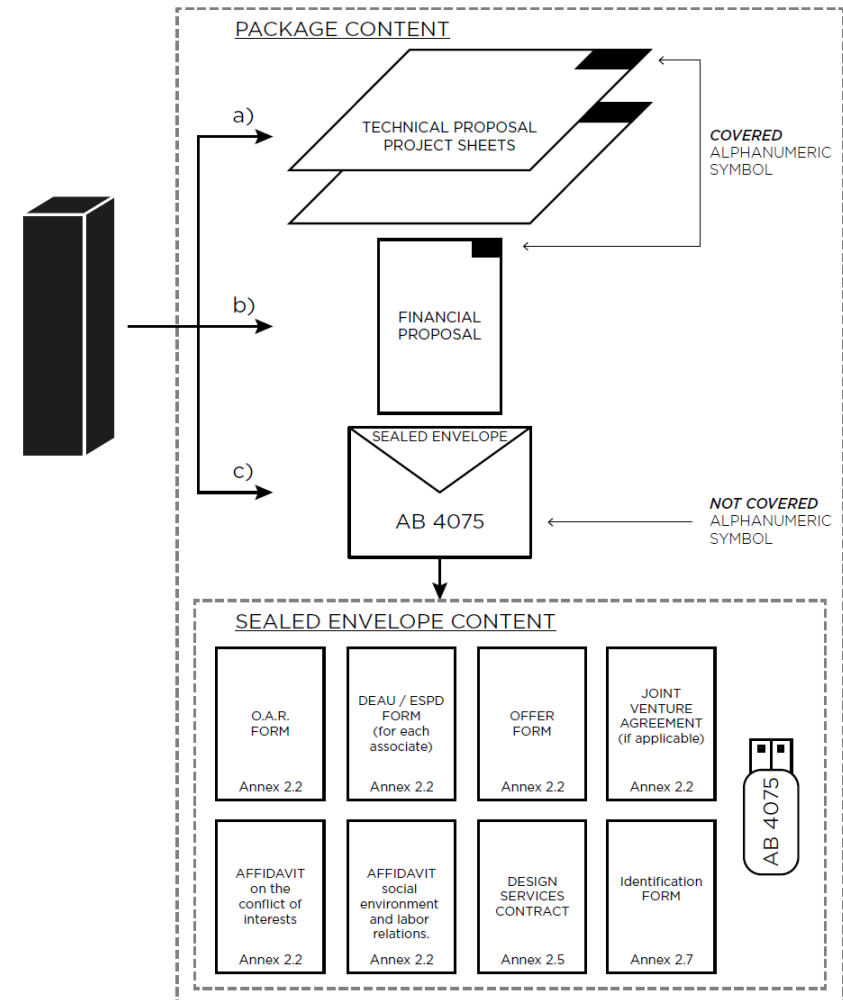 PACKAGE CONTENT
a)
TECHNICAL PROPOSAL
PROJECT SHEETS
COVERED
ALPHANUMERIC
SYMBOL
b)
FINANCIAL
PROPOSAL
c)
SEALED ENVELOPE
AB 4075
NOT COVERED
ALPHANUMERIC
SYMBOL
SEALED ENVELOPE CONTENT
O.A.R.
FORM
Annex 2.2
DEAU / ESPD
FORM
(for each
associate)
Annex 2.2
OFFER
FORM
Annex 2.2
JOINT
VENTURE
AGREEMENT
(if applicable)
Annex 2.2
AB 4075
AFFIDAVIT
on the
conflict of
interests
Annex 2.2
AFFIDAVIT
social
environment
and labor
relations.
Annex 2.2
DESIGN
SERVICES
CONTRACT
Annex 2.5
Identification
FORM
Annex 2.7